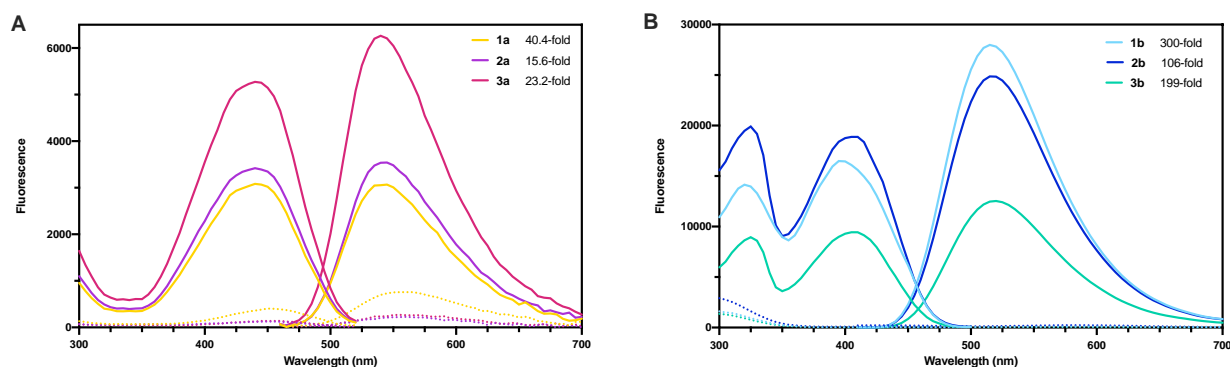 A
Fluorescence
6000
4000
2000
0
300
400
500
600
700
Wavelength (nm)
1a 40.4-fold
2a 15.6-fold
3a 23.2-fold
B
Fluorescence
30000
20000
10000
0
300
400
500
600
700
Wavelength (nm)
1b 300-fold
2b 106-fold
3b 199-fold